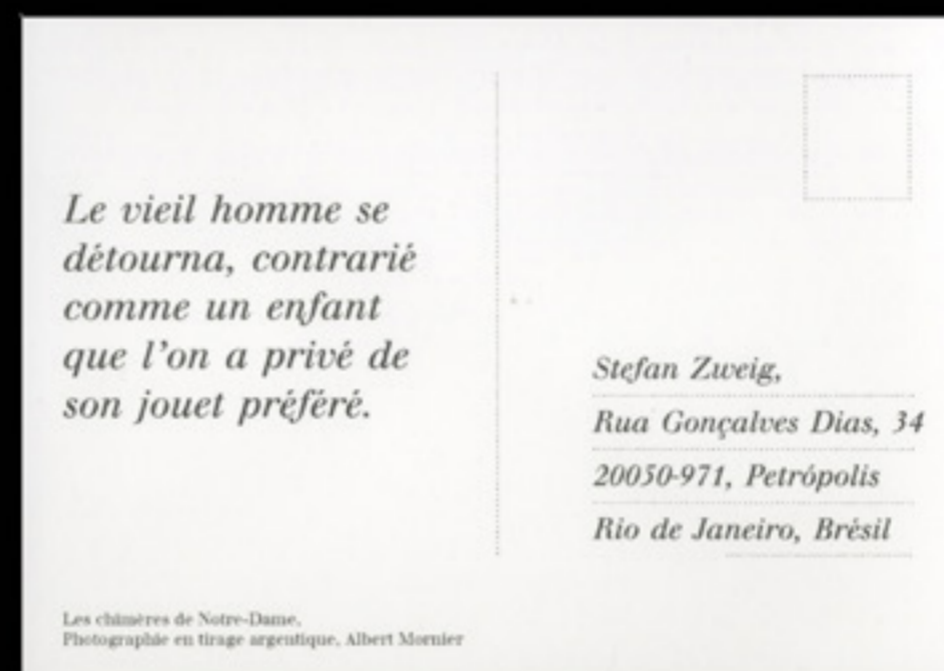 Le vieil homme se
détourna, contrarié
comme un enfant
que l'on a privé de
son jouet préféré.
Stefan Zweig,
Rua Gonçalves Dias, 34
20050-971, Petrópolis
Rio de Janeiro, Brésil
Les chimères de Notre-Dame.
Photographie en tirage argentique, Albert Mornier